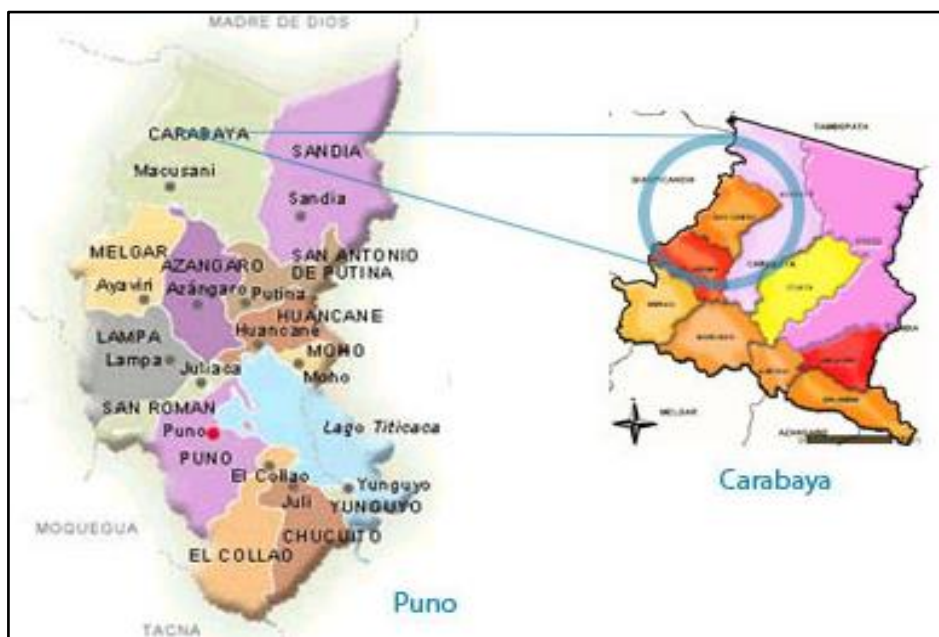 MADRE DE DIOS
CARABAYA
SANDIA
Macusani
Sandia
MELGAR
SAN ANTONIO
DE PUTINA
AZANGARO
Ayaviri
Azángaro
Putina
HUANCANE
LAMPA
Huancané
Lampa
MOHO
Juliaca
Moho
SAN ROMAN
Lago Titicaca
Puno
PUNO
El Collao
Yunguyo
Juli
YUNGUYO
MOQUEGUA
CHUCUITO
EL COLLAO
Puno
TACNA
TAMBOPATA
MELGAR
AZANGARO
Carabaya